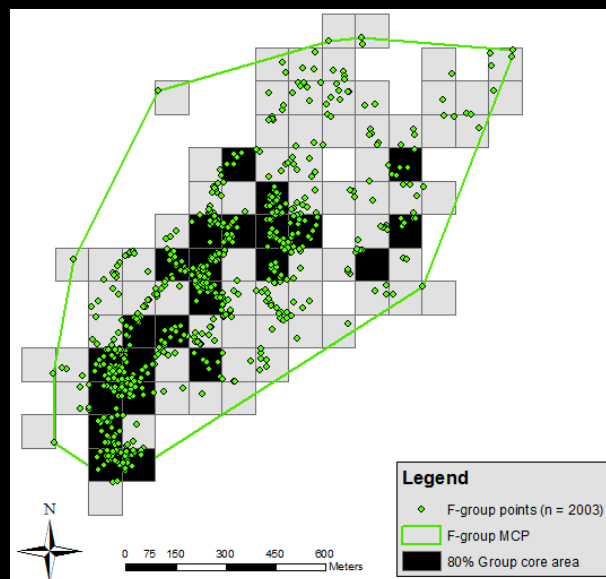 Legend
F-group points (n = 2003)
F-group MCP
80% Group core area
N
0 75 150 300 450 600
Meters